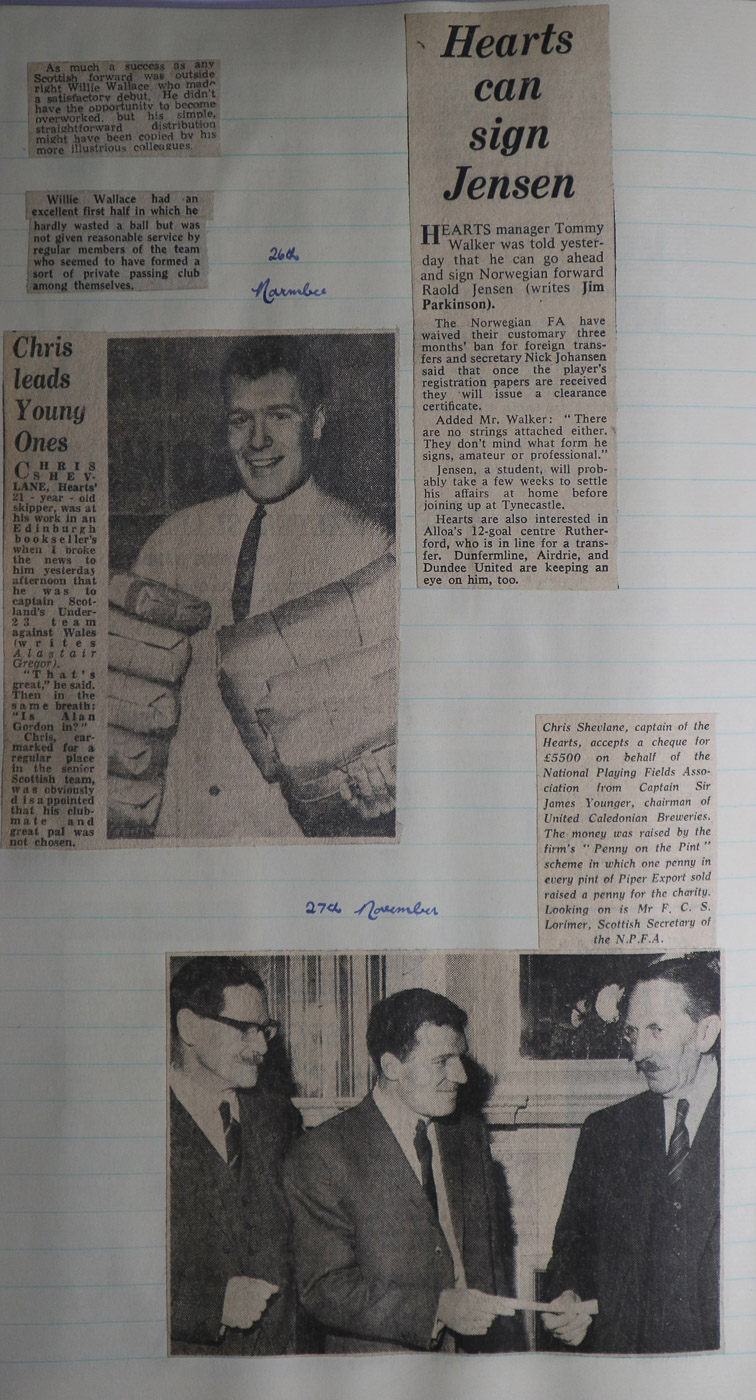 As much a success as any
Scottish forward was outside
right Willie Wallace, who made
a satisfactory debut. He didn't
have the opportunity to become
overworked, but his simple,
straightforward distribution
might have been copied by his
more illustrious colleagues.
Willie Wallace had an
excellent first half in which he
hardly wasted a ball but was
not given reasonable service by
regular members of the team
who seemed to have formed a
sort of private passing club
among themselves.
26th
Hearts
can
sign
Jensen
HEARTS manager Tommy
Walker was told yester-
day that he can go ahead
and sign Norwegian forward
Raold Jensen (writes Jim
Parkinson).
The Norwegian FA have
waived their customary three
months' ban for foreign trans-
fers and secretary Nick Johansen
said that once the player's
registration papers are received
they will issue a clearance
certificate.
Added Mr. Walker: "There
are no strings attached either.
They don't mind what form he
signs, amateur or professional."
Jensen, a student, will prob-
ably take a few weeks to settle
his affairs at home before
joining up at Tynecastle.
Hearts are also interested in
Alloa's 12-goal centre Ruther-
ford, who is in line for a trans-
fer. Dunfermline, Airdrie, and
Dundee United are keeping an
eye on him, too.
Chris
leads
Young
Ones
CHRIS
SHEV-
LANE, Hearts'
21-year-old
skipper, was at
his work in an
Edinburgh
bookseller's
when I broke
the news to
him yesterday
afternoon that
he was to
captain Scot-
land's Under-
23 team
against Wales
(writes
Alastair
Gregor).
"That's
great," he said.
Then in the
same breath:
"Is Alan
Gordon in?"
Chris, ear-
marked for a
regular place
in the senior
Scottish team,
was obviously
disappointed
that his club-
mate and
great pal was
not chosen.
Chris Shevlane, captain of the
Hearts, accepts a cheque for
£5500 on behalf of the
National Playing Fields Asso-
ciation from Captain Sir
James Younger, chairman of
United Caledonian Breweries.
The money was raised by the
firm's "Penny on the Pint"
scheme in which one penny in
every pint of Piper Export sold
raised a penny for the charity.
Looking on is Mr F. C. S.
Lorimer, Scottish Secretary of
the N.P.F.A.
27th November